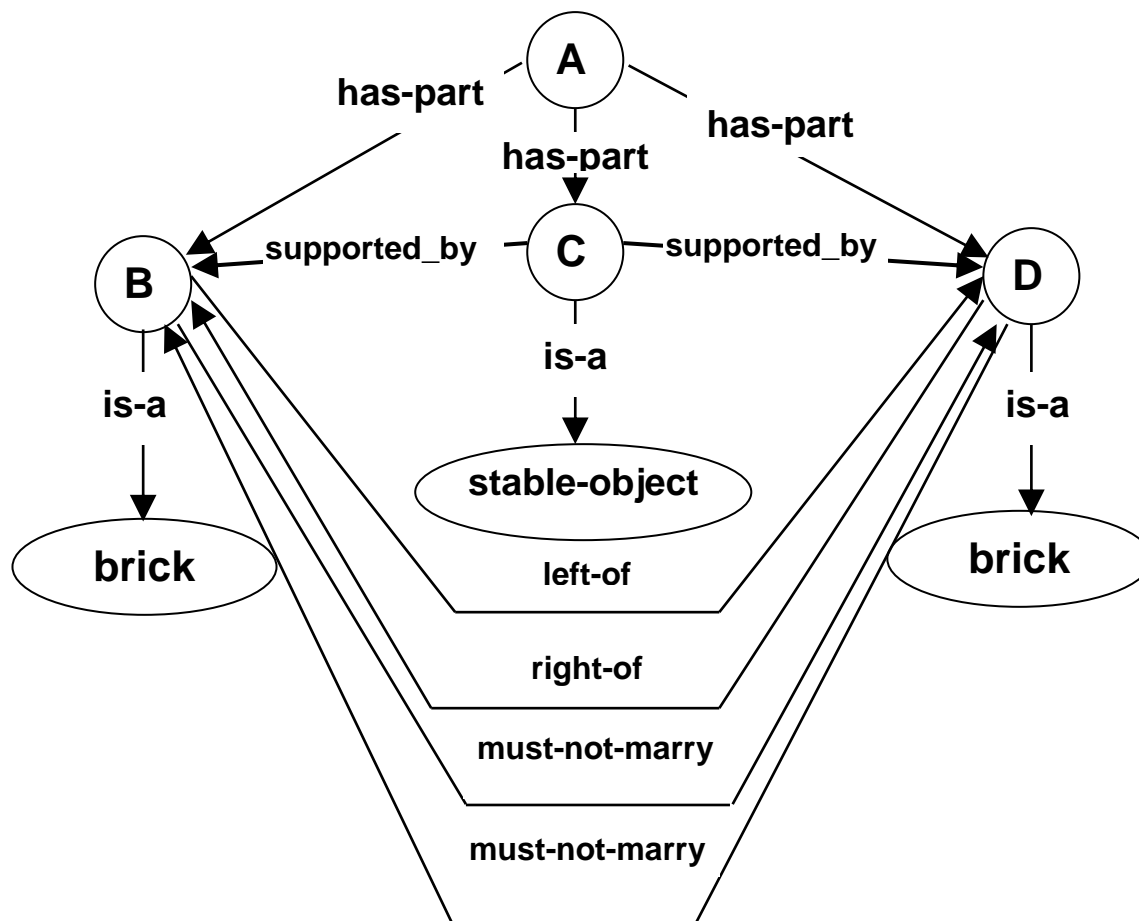 A
has-part
has-part
has-part
supported_by
C
supported_by
B
D
is-a
is-a
is-a
stable-object
brick
brick
left-of
right-of
must-not-marry
must-not-marry